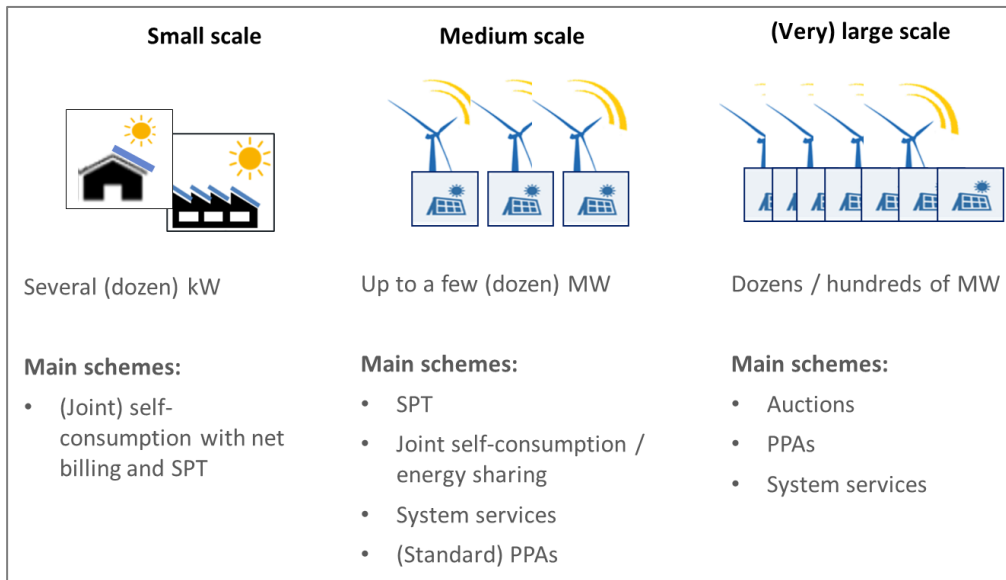 Small scale
Several (dozen) kW
Main schemes:
• (Joint) self-
consumption with net
billing and SPT
Medium scale
Up to a few (dozen) MW
Main schemes:
• SPT
• Joint self-consumption /
energy sharing
• System services
• (Standard) PPAs
(Very) large scale
Dozens / hundreds of MW
Main schemes:
• Auctions
• PPAs
• System services